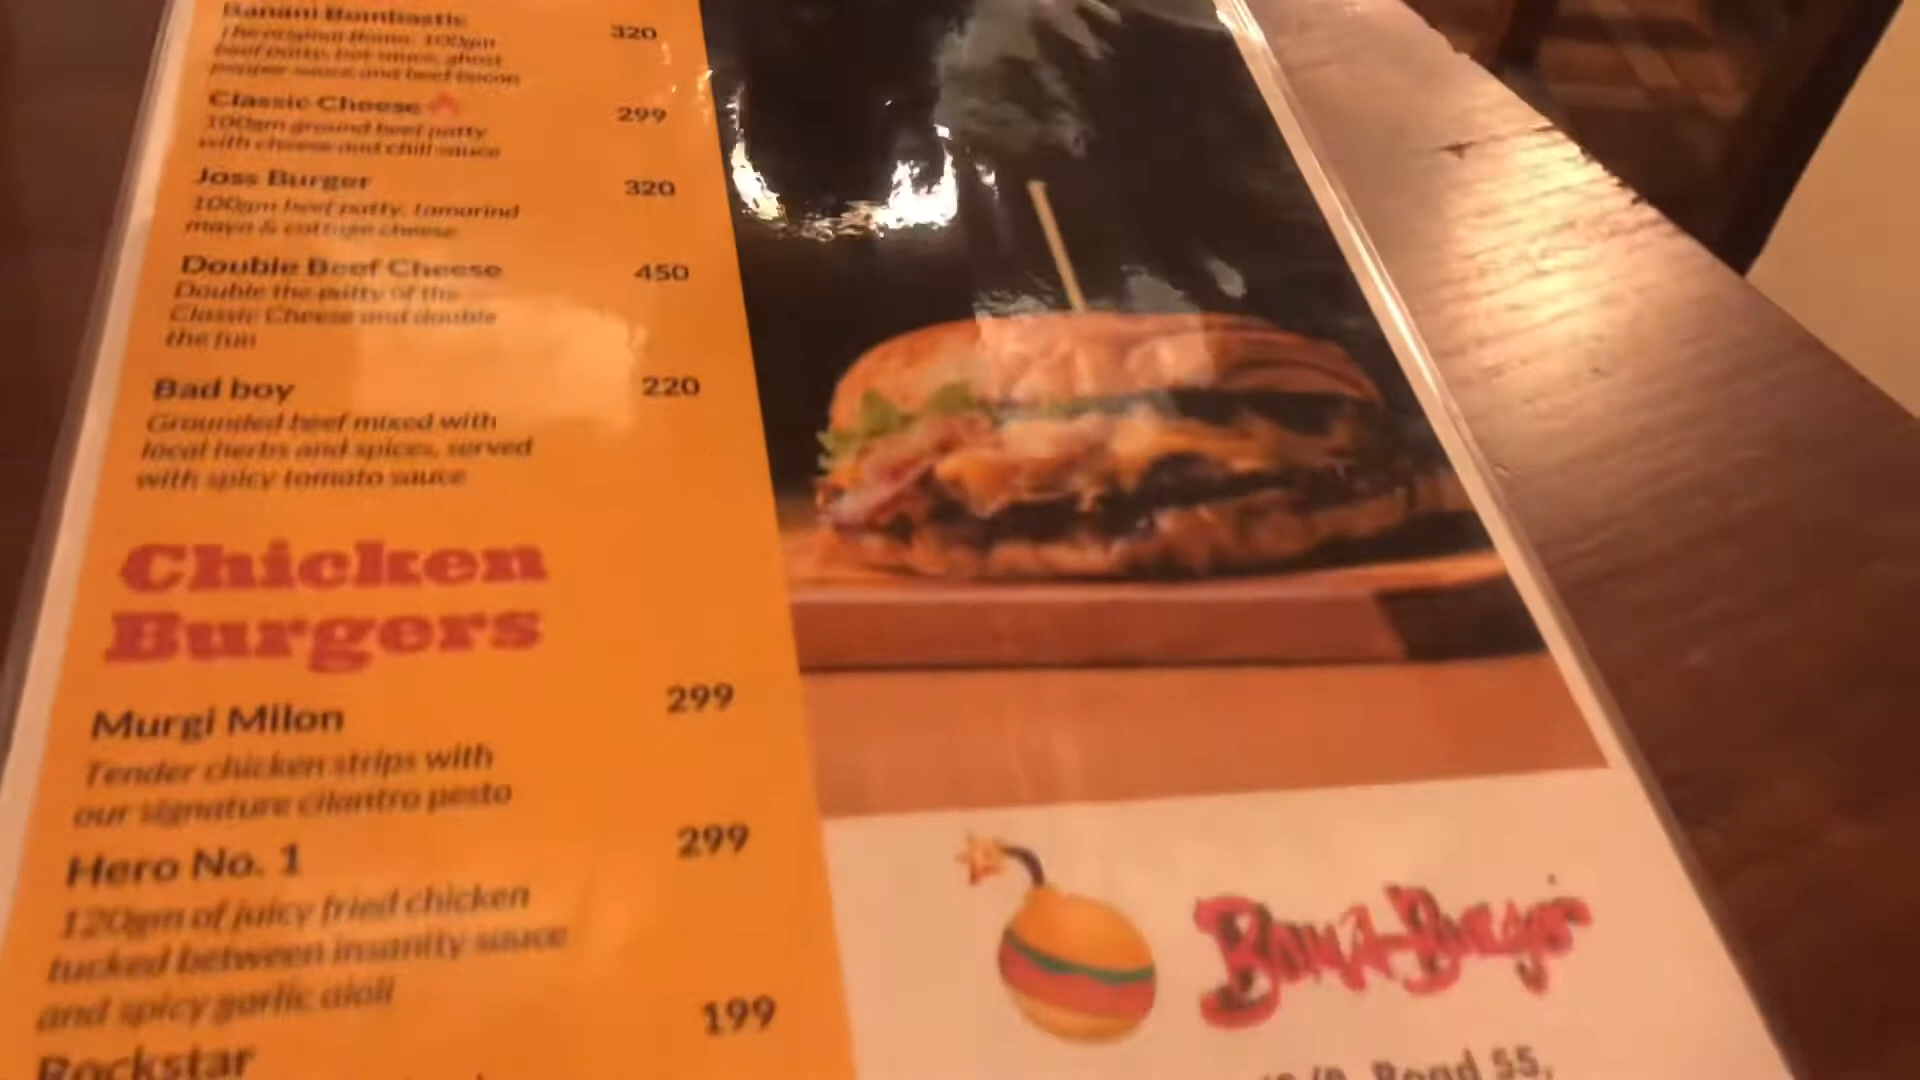 Banani Bombastic 320
The original Bomb. 100gm
beef patty, hot sauce, ghost
pepper sauce and beef bacon
Classic Cheese 299
100gm ground beef patty
with cheese and chili sauce
Joss Burger 320
100gm beef patty, tamarind
mayo & cottage cheese
Double Beef Cheese 450
Double the patty of the
Classic Cheese and double
the fun
Bad boy 220
Grounded beef mixed with
local herbs and spices, served
with spicy tomato sauce
Chicken
Burgers
Murgi Milon 299
Tender chicken strips with
our signature cilantro pesto
Hero No. 1 299
120gm of juicy fried chicken
tucked between insanity sauce
and spicy garlic aioli
Rockstar 199
Road 55,